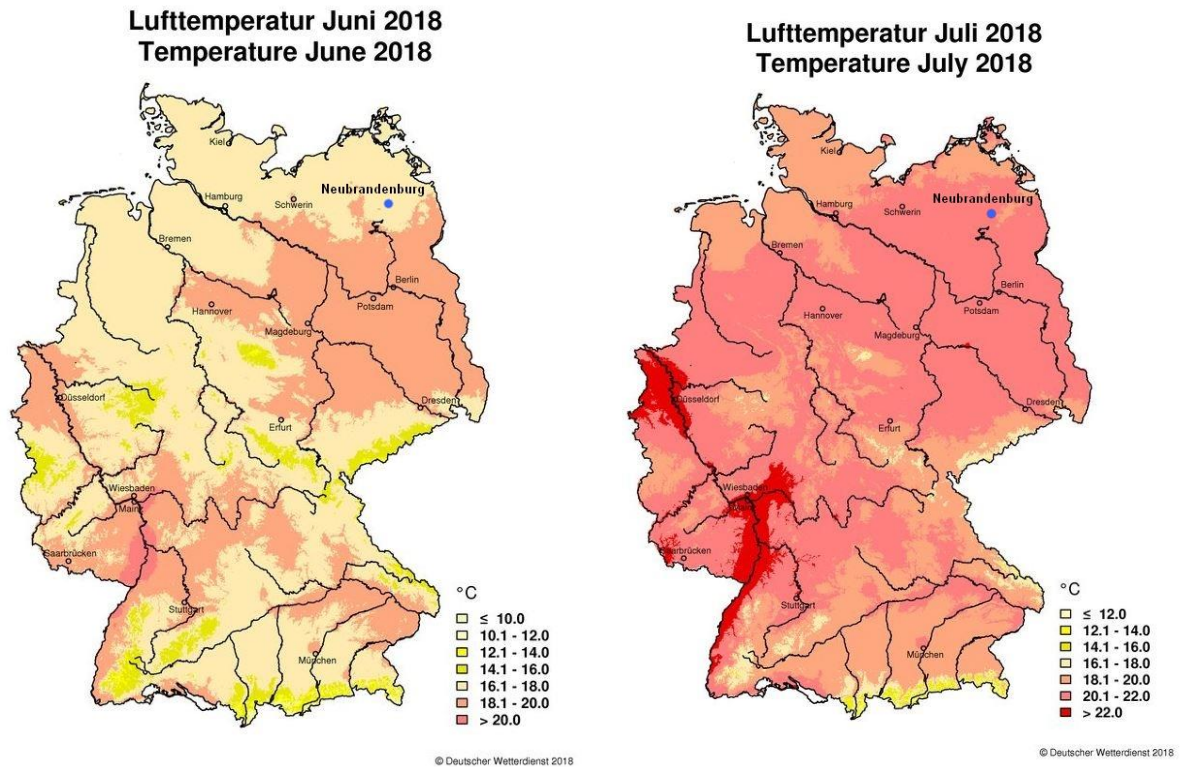 Lufttemperatur Juni 2018
Temperature June 2018
Kiel
Hamburg
Schwerin
Neubrandenburg
Bremen
Berlin
Hannover
Potsdam
Magdeburg
Düsseldorf
Dresden
Erfurt
Wiesbaden
Mainz
Saarbrücken
Stuttgart
München
°C
≤ 10.0
10.1 - 12.0
12.1 - 14.0
14.1 - 16.0
16.1 - 18.0
18.1 - 20.0
> 20.0
© Deutscher Wetterdienst 2018
Lufttemperatur Juli 2018
Temperature July 2018
Kiel
Hamburg
Schwerin
Neubrandenburg
Bremen
Berlin
Hannover
Potsdam
Magdeburg
Düsseldorf
Dresden
Erfurt
Wiesbaden
Saarbrücken
Stuttgart
München
°C
≤ 12.0
12.1 - 14.0
14.1 - 16.0
16.1 - 18.0
18.1 - 20.0
20.1 - 22.0
> 22.0
© Deutscher Wetterdienst 2018